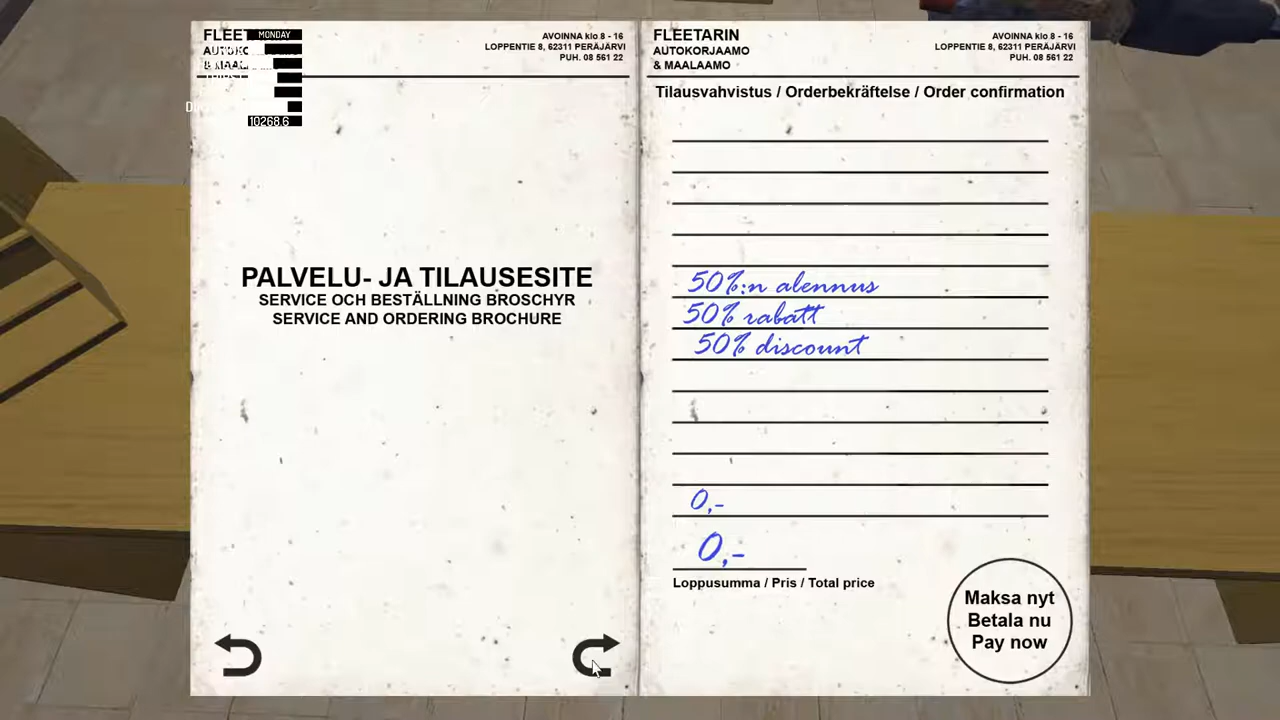 MONDAY
10268.6
FLEETARIN
AUTOKORJAAMO
& MAALAAMO
AVOINNA klo 8 - 16
LOPPENTIE 8, 62311 PERÄJÄRVI
PUH. 08 561 22
PALVELU- JA TILAUSESITE
SERVICE OCH BESTÄLLNING BROSCHYR
SERVICE AND ORDERING BROCHURE
FLEETARIN
AUTOKORJAAMO
& MAALAAMO
AVOINNA klo 8 - 16
LOPPENTIE 8, 62311 PERÄJÄRVI
PUH. 08 561 22
Tilausvahvistus / Orderbekräftelse / Order confirmation
50%:n alennus
50% rabatt
50% discount
0,-
0,-
Loppusumma / Pris / Total price
Maksa nyt
Betala nu
Pay now